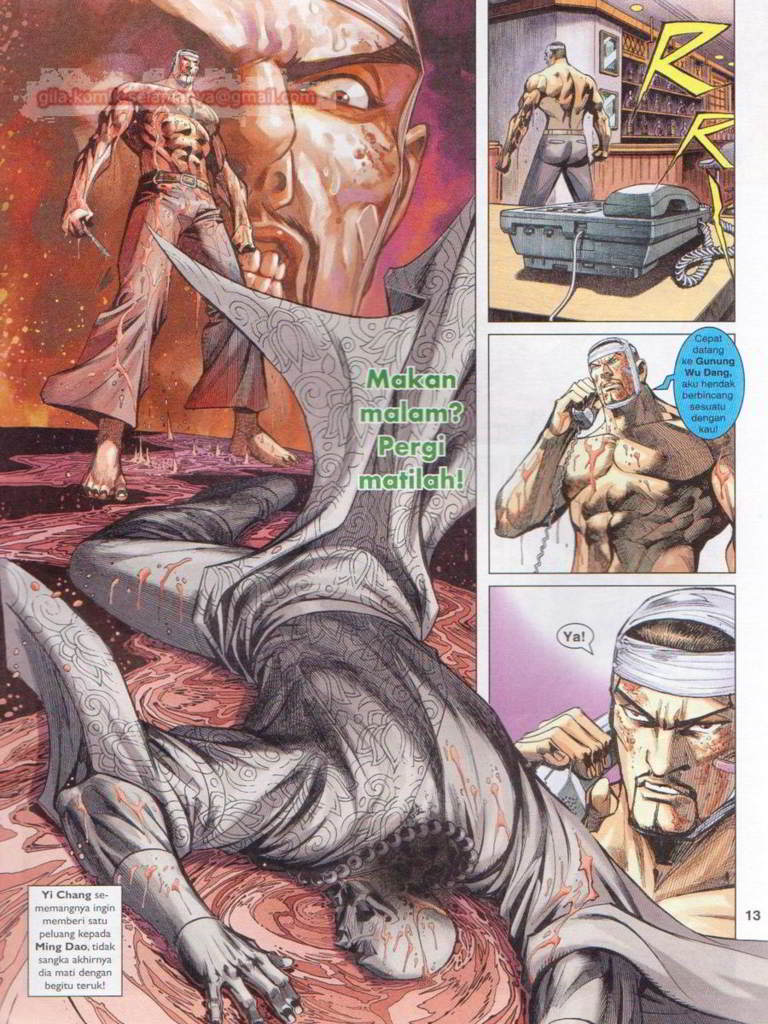 Makan
malam?
Pergi
matilah!
Yi Chang se-
memangnya ingin
memberi satu
peluang kepada
Ming Dao, tidak
sangka akhirnya
dia mati dengan
begitu teruk!
RRR
Cepat
datang
ke Gunung
Wu Dang,
aku hendak
berbincang
sesuatu
dengan
kau!
Ya!
13